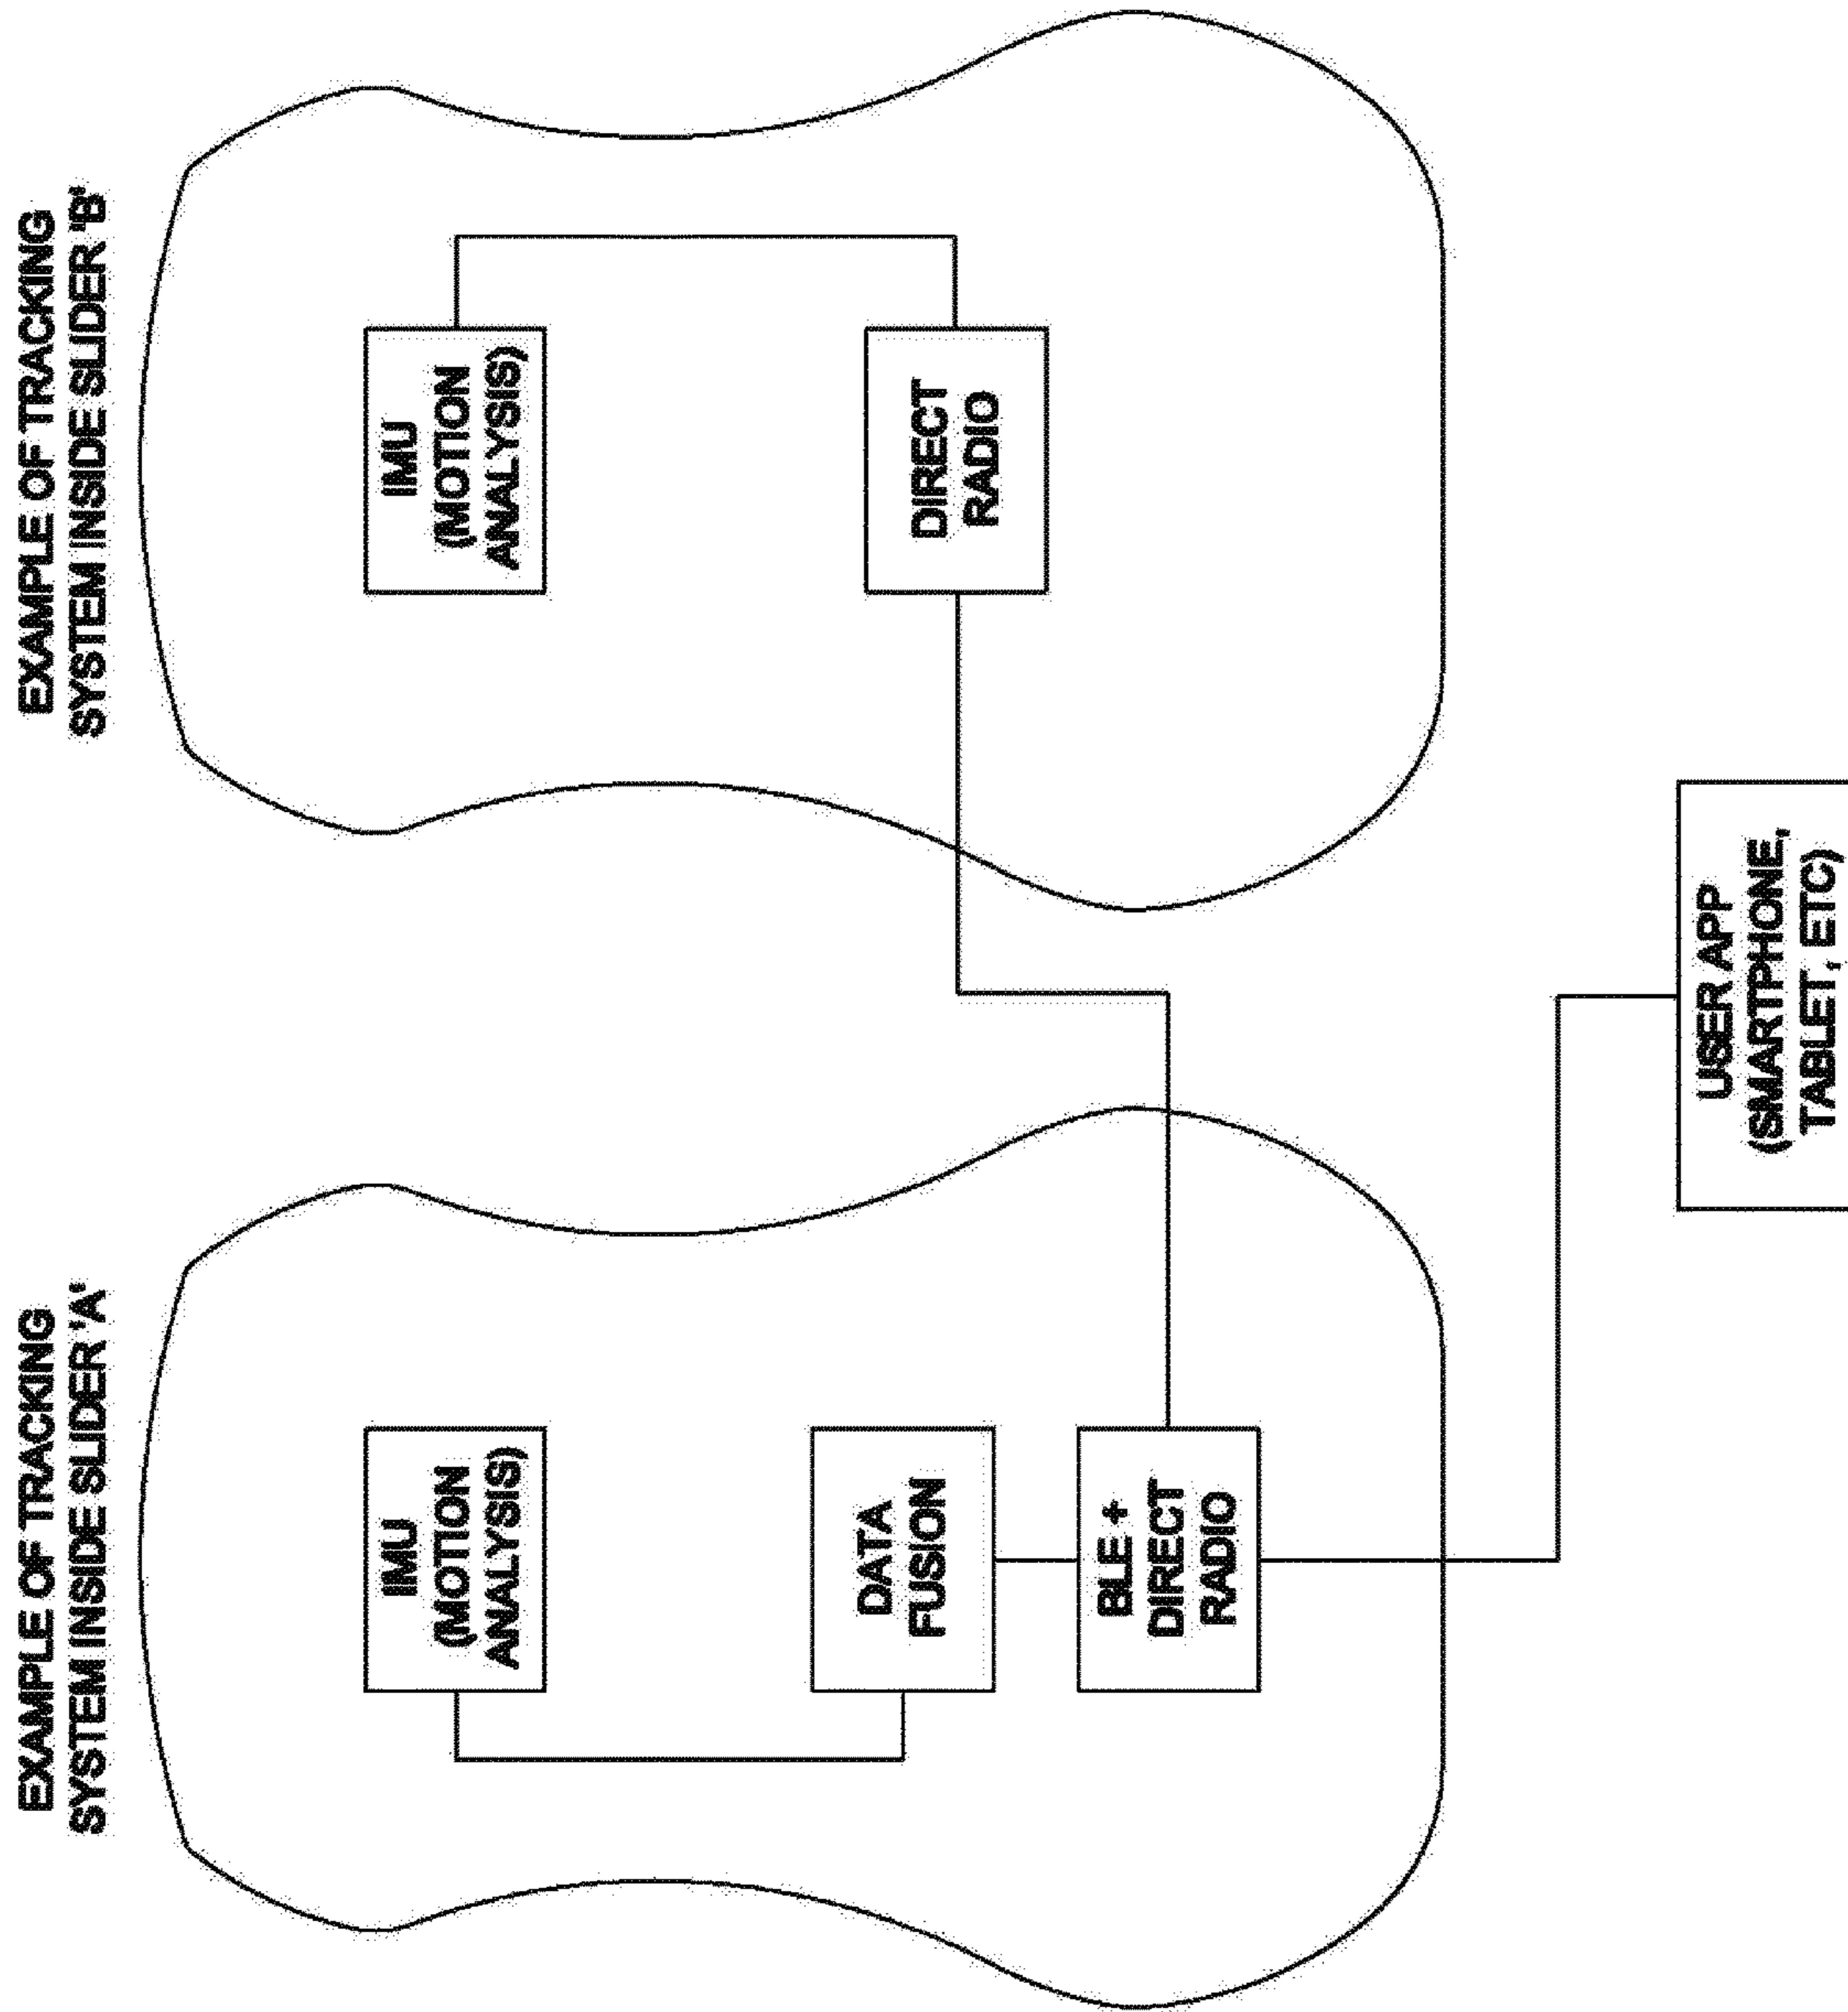 EXAMPLE OF TRACKING
SYSTEM INSIDE SLIDER 'A'
IMU
(MOTION
ANALYSIS)
DATA
FUSION
BLE +
DIRECT
RADIO
EXAMPLE OF TRACKING
SYSTEM INSIDE SLIDER 'B'
IMU
(MOTION
ANALYSIS)
DIRECT
RADIO
USER APP
(SMARTPHONE,
TABLET, ETC)